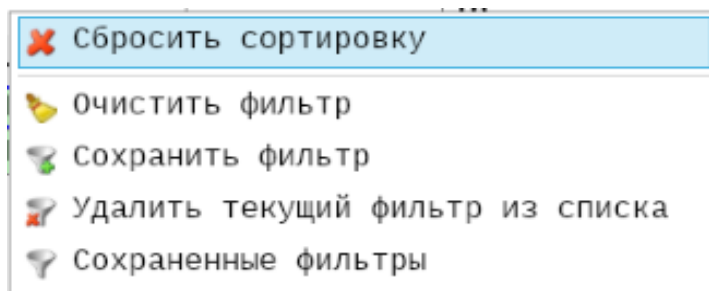 Сбросить сортировку
Очистить фильтр
Сохранить фильтр
Удалить текущий фильтр из списка
Сохраненные фильтры